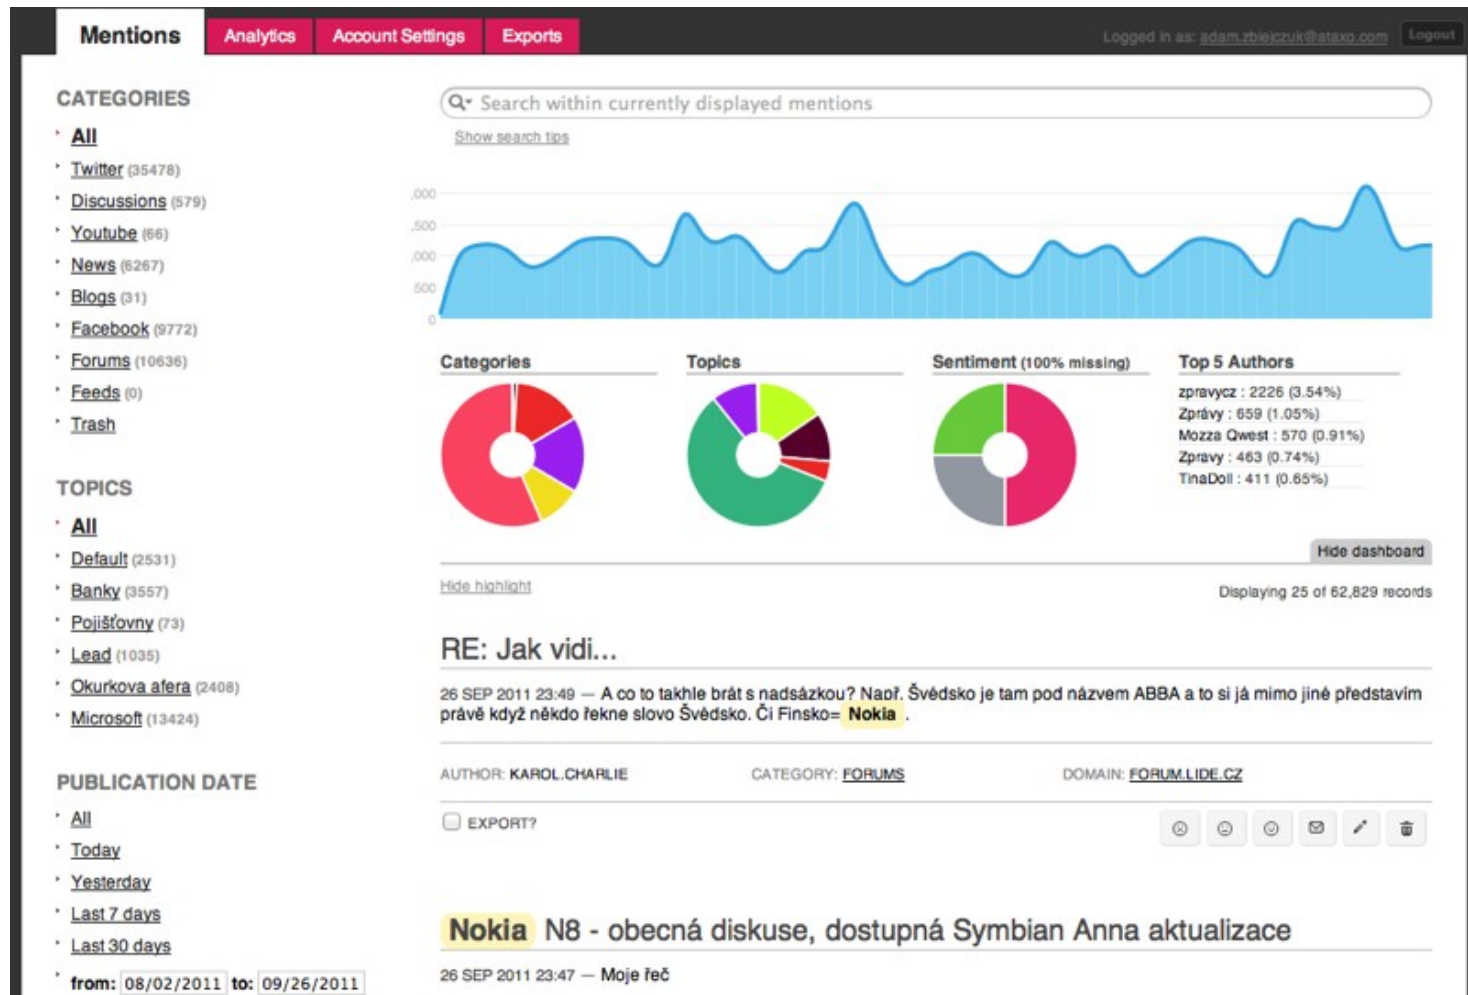 Mentions Analytics Account Settings Exports Logged in as: adam.zbiejczuk@ataxo.com Logout
CATEGORIES
All
Twitter (35478)
Discussions (579)
Youtube (66)
News (6267)
Blogs (31)
Facebook (9772)
Forums (10636)
Feeds (0)
Trash
TOPICS
All
Default (2531)
Banky (3557)
Pojišťovny (73)
Lead (1035)
Okurkova afera (2408)
Microsoft (13424)
PUBLICATION DATE
All
Today
Yesterday
Last 7 days
Last 30 days
from: 08/02/2011 to: 09/26/2011
Search within currently displayed mentions
Show search tips
,000
,500
,000
500
0
Categories
Topics
Sentiment (100% missing)
Top 5 Authors
zpravycz : 2226 (3.54%)
Zprávy : 659 (1.05%)
Mozza Qwest : 570 (0.91%)
Zpravy : 463 (0.74%)
TinaDoll : 411 (0.65%)
Hide dashboard
Hide highlight
Displaying 25 of 62,829 records
RE: Jak vidi...
26 SEP 2011 23:49 — A co to takhle brát s nadsázkou? Např. Švédsko je tam pod názvem ABBA a to si já mimo jiné představím
právě když někdo řekne slovo Švédsko. Či Finsko= Nokia .
AUTHOR: KAROL.CHARLIE CATEGORY: FORUMS DOMAIN: FORUM.LIDE.CZ
EXPORT?
Nokia N8 - obecná diskuse, dostupná Symbian Anna aktualizace
26 SEP 2011 23:47 — Moje řeč